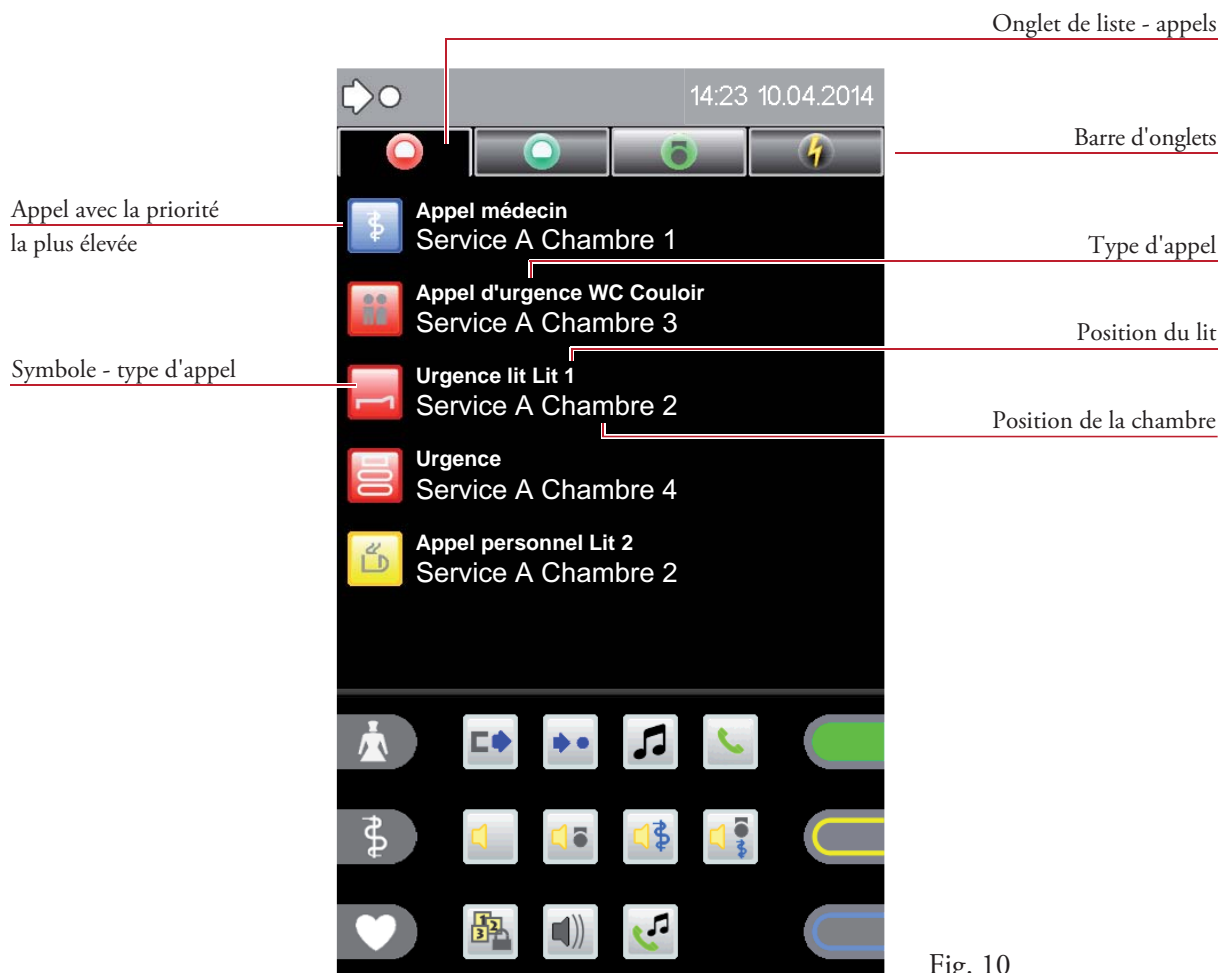 Onglet de liste - appels
14:23 10.04.2014
Barre d'onglets
Appel avec la priorité
la plus élevée
Appel médecin
Service A Chambre 1
Type d'appel
Appel d'urgence WC Couloir
Service A Chambre 3
Position du lit
Symbole - type d'appel
Urgence lit Lit 1
Service A Chambre 2
Position de la chambre
Urgence
Service A Chambre 4
Appel personnel Lit 2
Service A Chambre 2
1 2
3
Fig. 10